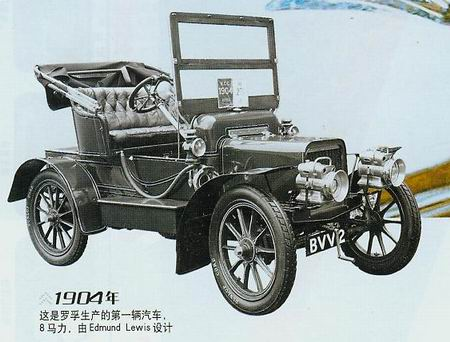 V.C.C.
1904
BVV 2
1904年
这是罗孚生产的第一辆汽车,
8马力, 由Edmund Lewis设计